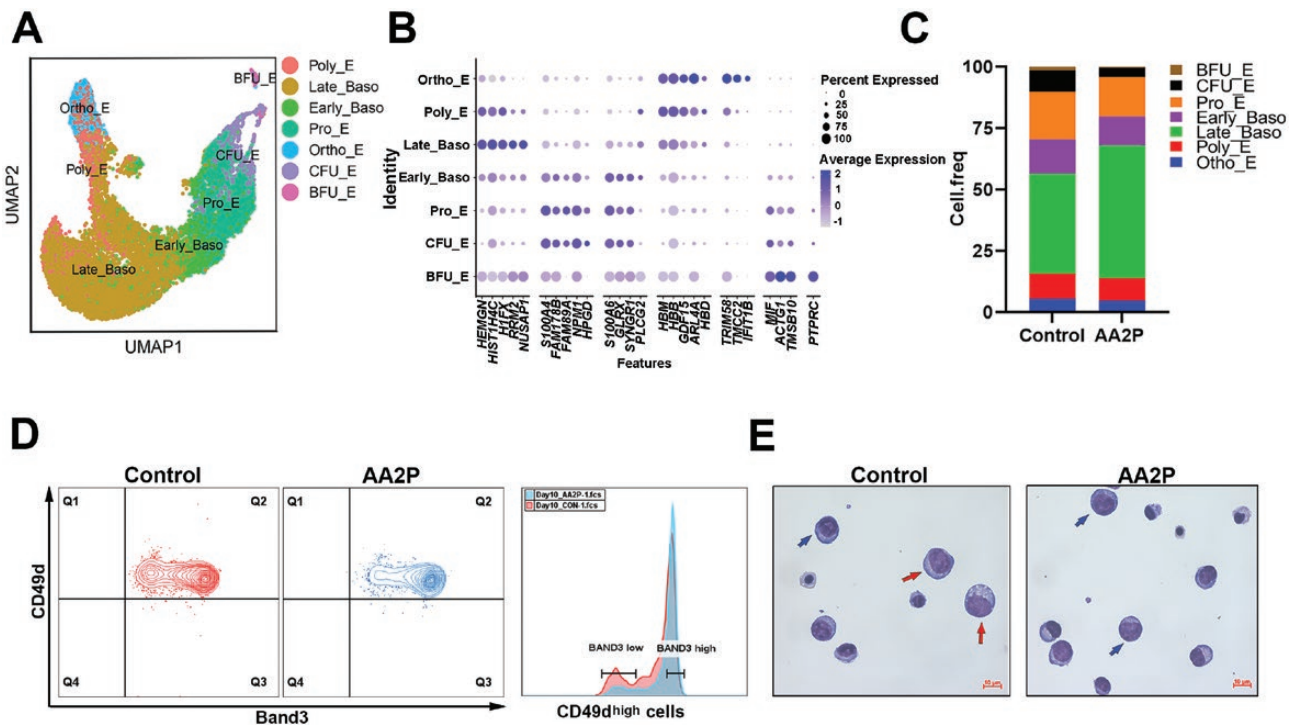 A
Poly_E
Late_Baso
Early_Baso
Pro_E
Ortho_E
CFU_E
BFU_E
BFU_E
Ortho_E
CFU_E
Poly_E
Pro_E
Early_Baso
Late_Baso
UMAP2
UMAP1
B
Ortho_E
Poly_E
Late_Baso
Early_Baso
Pro_E
CFU_E
BFU_E
Identity
HEMGN
HIST1H4C
H1FX
RRM2
NUSAP1
S100A4
FAM178B
FAM89A
NPM1
HPGD
S100A6
GLRX
SYNGR1
PLCG2
HBM
HBB
GDF15
ARL4A
HBD
TRIM58
TMCC2
IFIT1B
MIF
ACTG1
TMSB10
PTPRC
Features
Percent Expressed
0
25
50
75
100
Average Expression
2
1
0
-1
C
100
75
50
25
0
Cell.freq
Control AA2P
BFU_E
CFU_E
Pro_E
Early_Baso
Late_Baso
Poly_E
Otho_E
D
Control
AA2P
Q1 Q2
Q4 Q3
Q1 Q2
Q4 Q3
CD49d
Band3
Day10_AA2P-1.fcs
Day10_CON-1.fcs
BAND3 low
BAND3 high
CD49dhigh cells
E
Control
AA2P
10 μm
10 μm